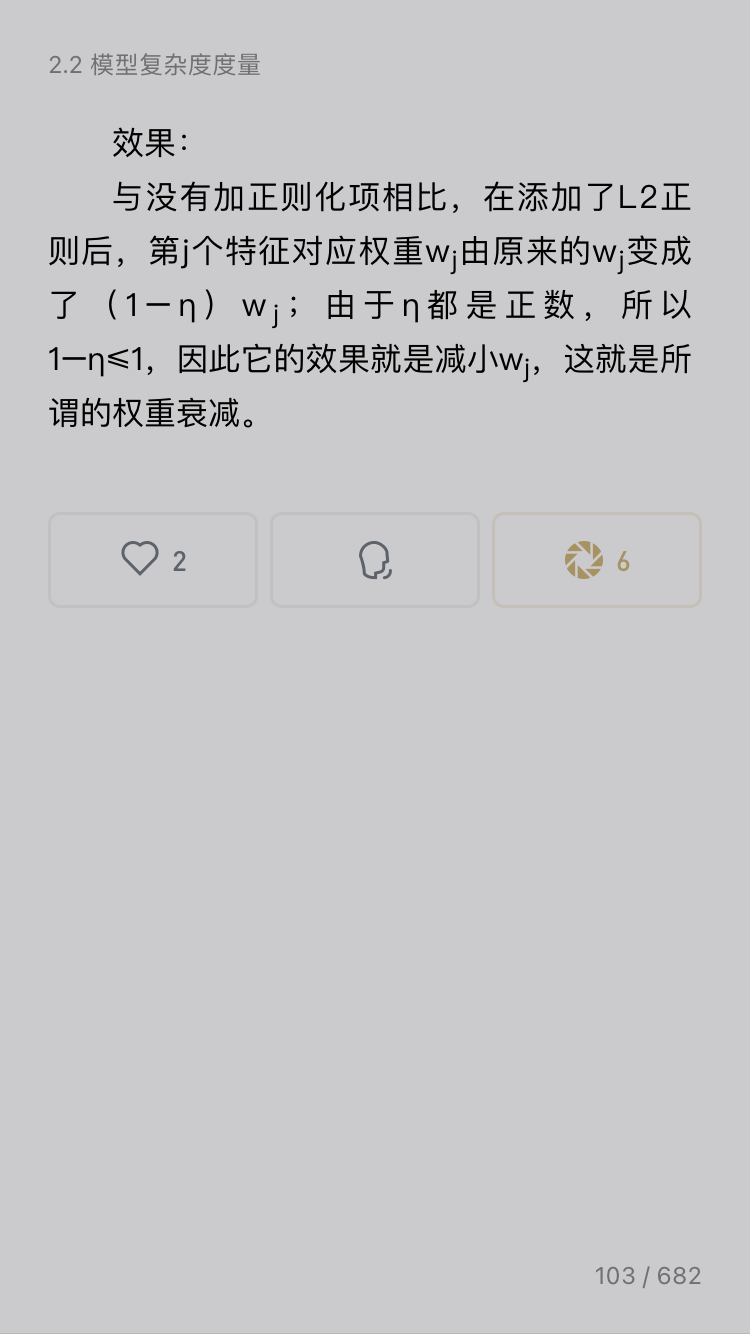 2.2 模型复杂度度量
效果：
与没有加正则化项相比，在添加了L2正
则后，第j个特征对应权重wj由原来的wj变成
了（1－η）wj；由于η都是正数，所以
1－η≤1，因此它的效果就是减小wj，这就是所
谓的权重衰减。
2
6
103 / 682